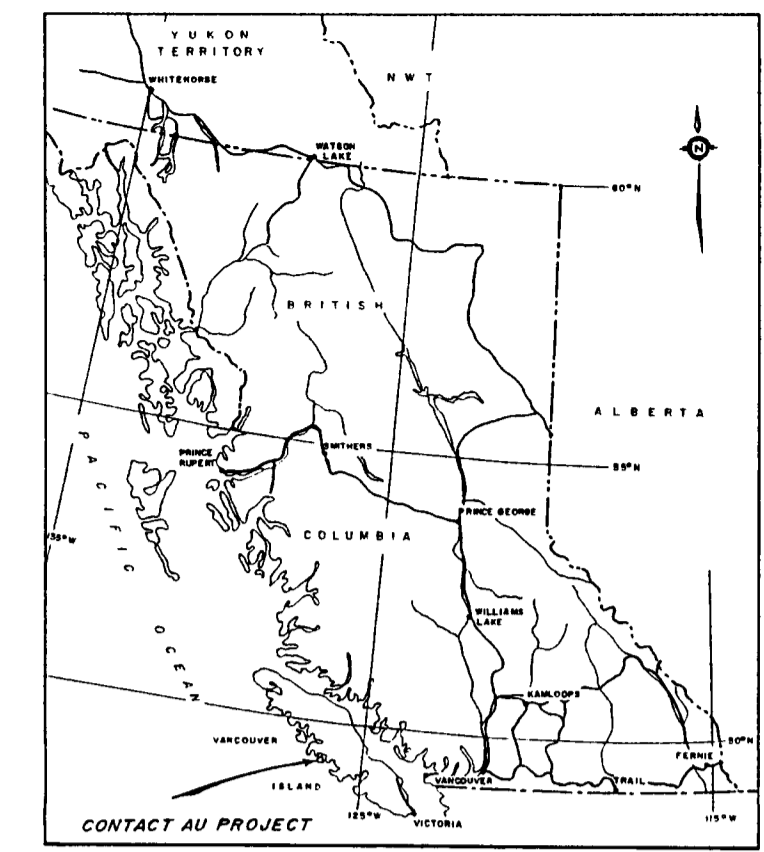 YUKON
TERRITORY
NWT
WHITEHORSE
WATSON
LAKE
60°N
N
BRITISH
ALBERTA
PRINCE
RUPERT
SMITHERS
55°N
PACIFIC
OCEAN
PRINCE GEORGE
135°W
COLUMBIA
WILLIAMS
LAKE
KAMLOOPS
VANCOUVER
ISLAND
50°N
FERNIE
VANCOUVER
TRAIL
125°W
115°W
VICTORIA
CONTACT AU PROJECT